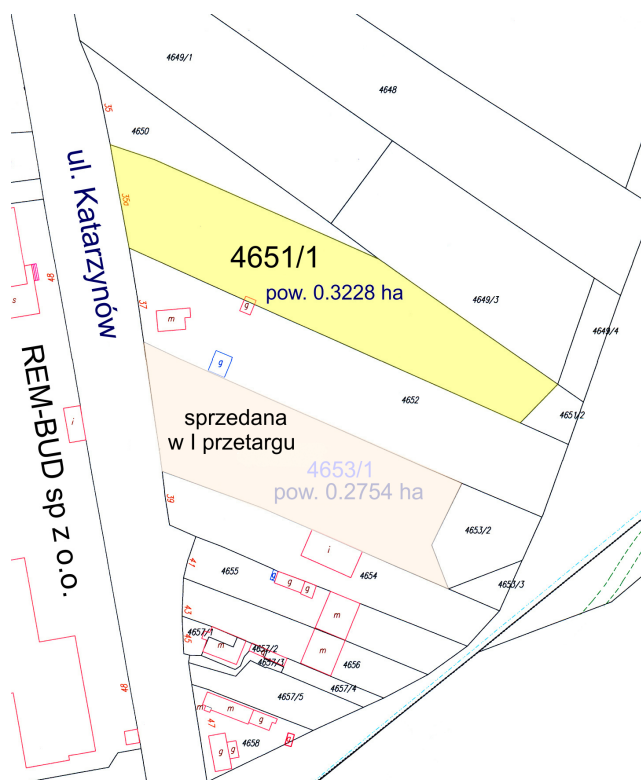 4649/1
4648
35
4650
ul. Katarzynów
35a
4651/1
pow. 0.3228 ha
48
s
37
m
g
4649/3
4649/4
g
4652
4651/2
REM-BUD sp z o.o.
i
sprzedana
w I przetargu
4653/1
pow. 0.2754 ha
39
4653/2
i
4654
4653/3
41
4655
g
g
g
43
m
4657/1
45
m
4657/2
4657/3
m
4656
4657/4
4657/5
48
m
m
g
47
g
g
4658
g